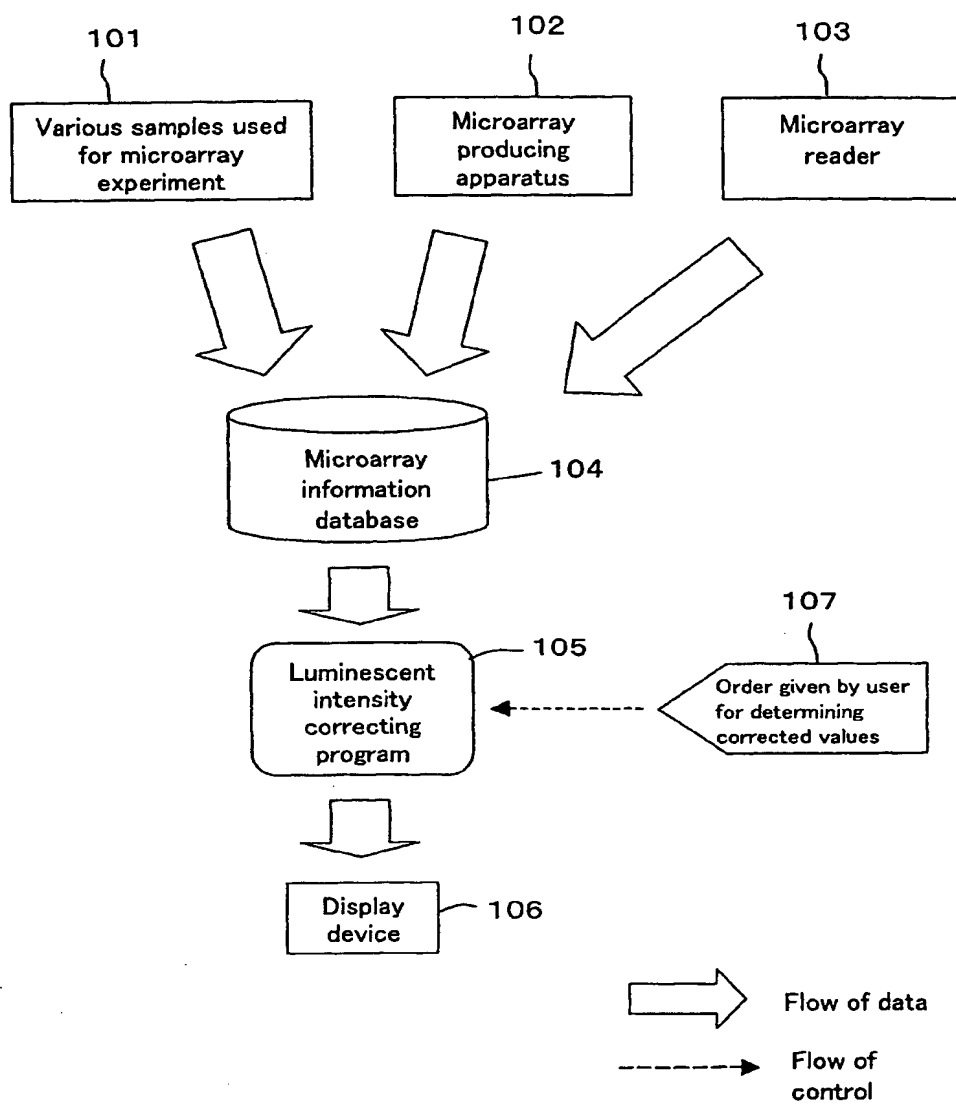 101
102
103
Various samples used
for microarray
experiment
Microarray
producing
apparatus
Microarray
reader
Microarray
information
database
104
107
105
Luminescent
intensity
correcting
program
Order given by user
for determining
corrected values
Display
device
106
Flow of data
Flow of
control